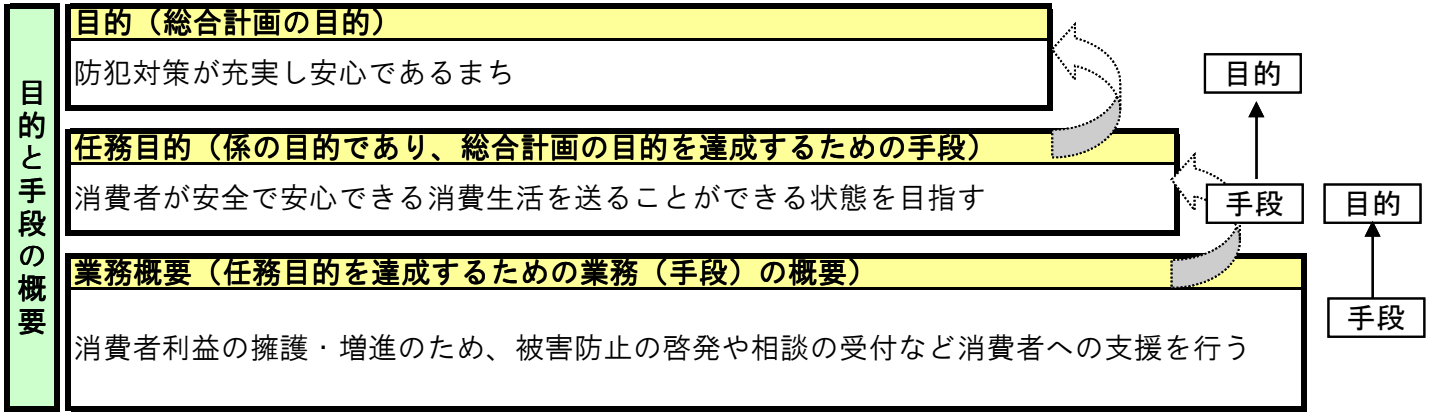 目的と手段の概要
目的（総合計画の目的）
防犯対策が充実し安心であるまち
任務目的（係の目的であり、総合計画の目的を達成するための手段）
消費者が安全で安心できる消費生活を送ることができる状態を目指す
業務概要（任務目的を達成するための業務（手段）の概要）
消費者利益の擁護・増進のため、被害防止の啓発や相談の受付など消費者への支援を行う
目的
手段
目的
手段